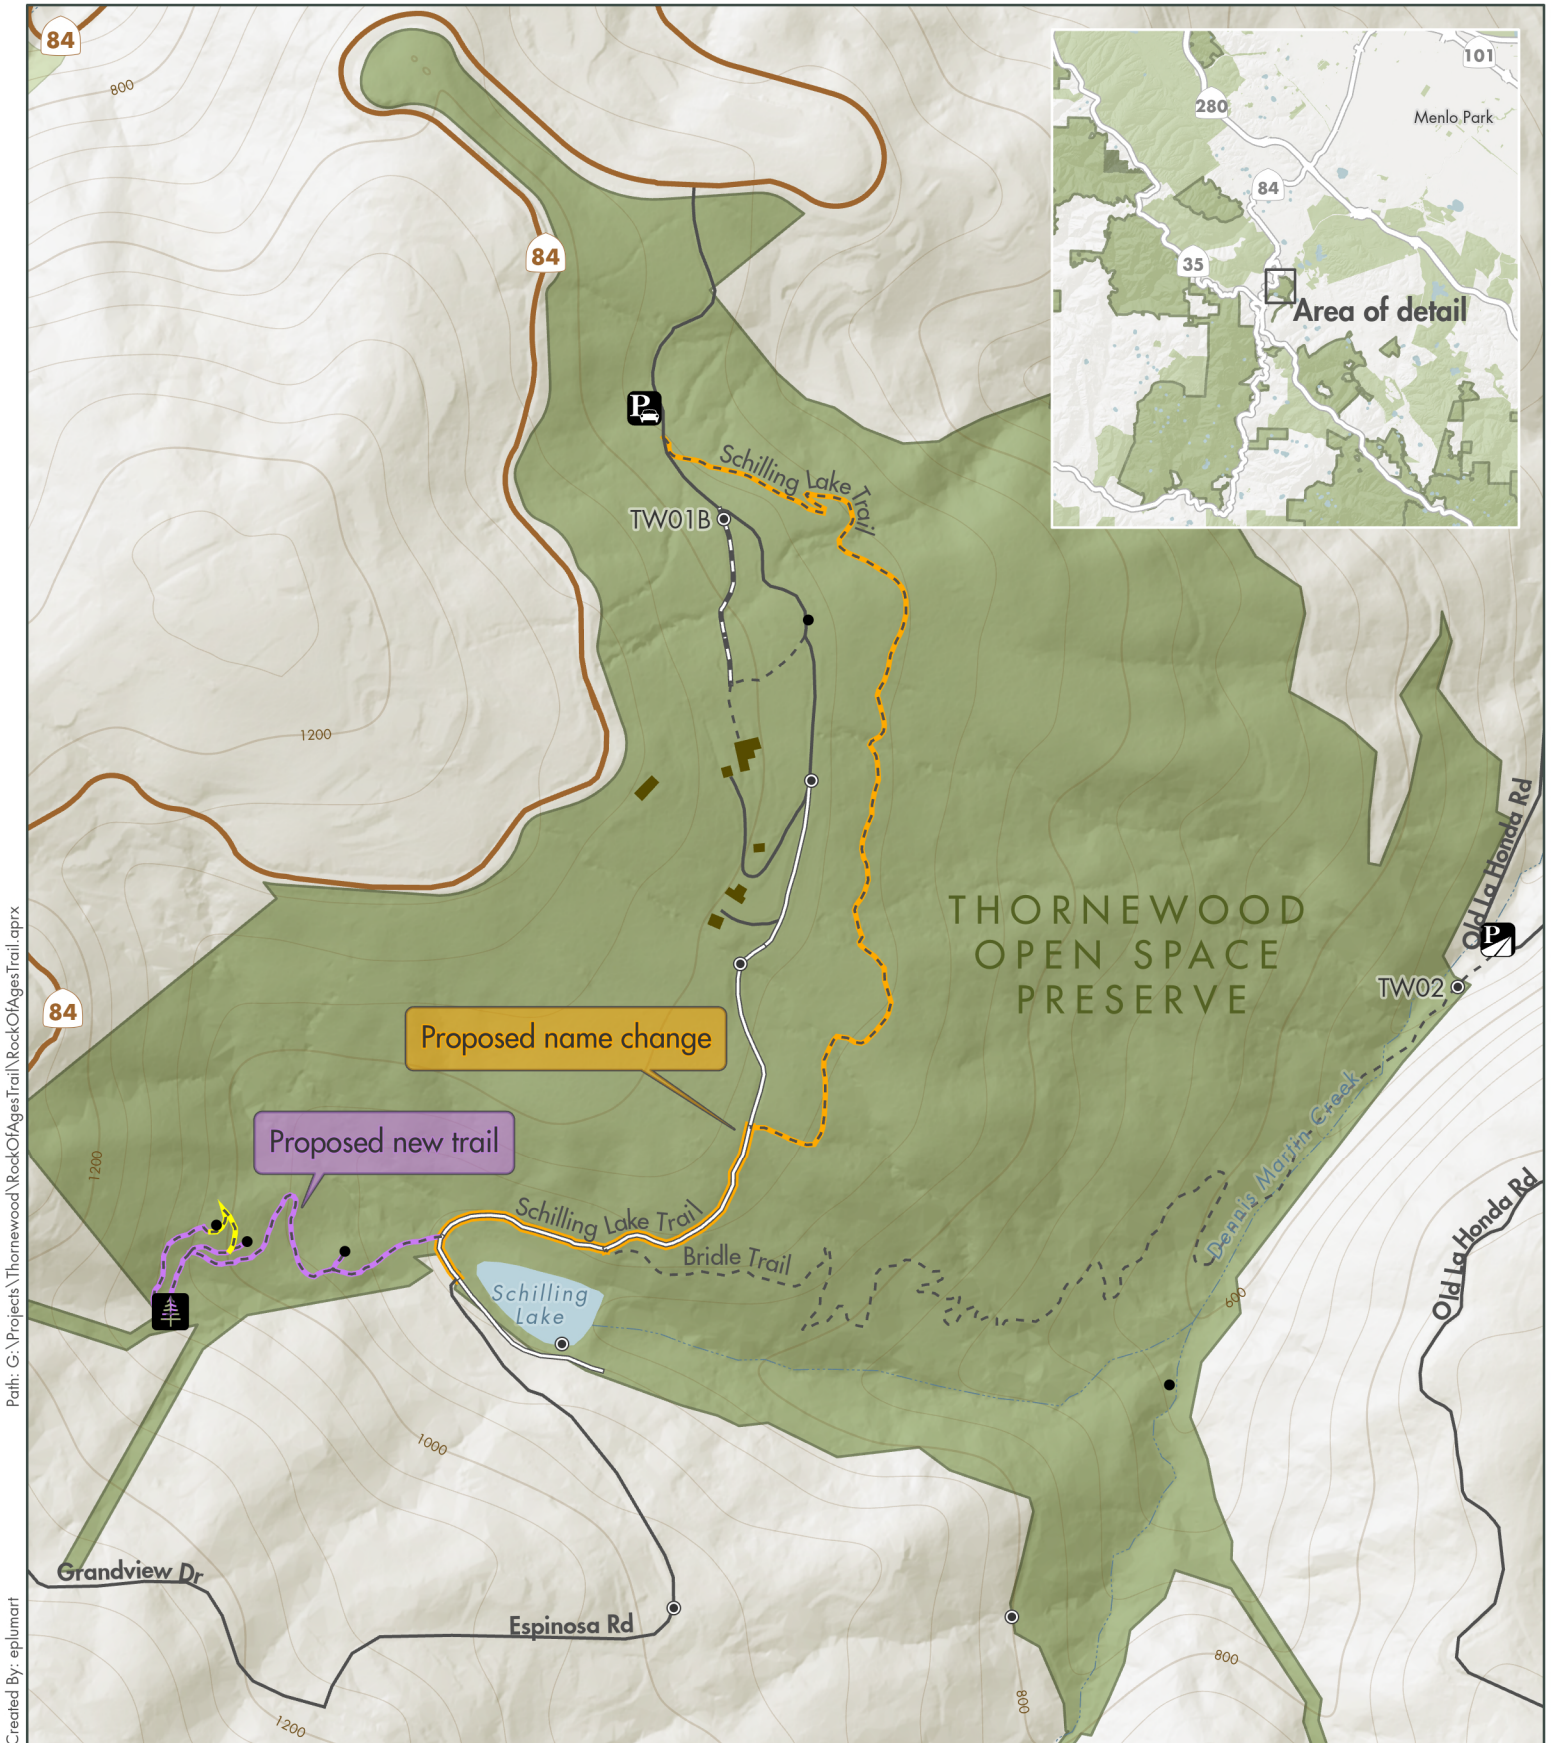 84
800
101
280
Menlo Park
84
84
35
Area of detail
P
Schilling Lake Trail
TW01B
1200
Old La Honda Rd
THORNEWOOD
OPEN SPACE
PRESERVE
P
TW02
84
Proposed name change
Dennis Martin Creek
Proposed new trail
1200
Schilling Lake Trail
Bridle Trail
Old La Honda Rd
Schilling
Lake
600
1000
Grandview Dr
Espinosa Rd
800
800
1200
Path: G:\Projects\Thornewood\RockOfAgesTrail\RockOfAgesTrail.aprx
Created By: eplumart